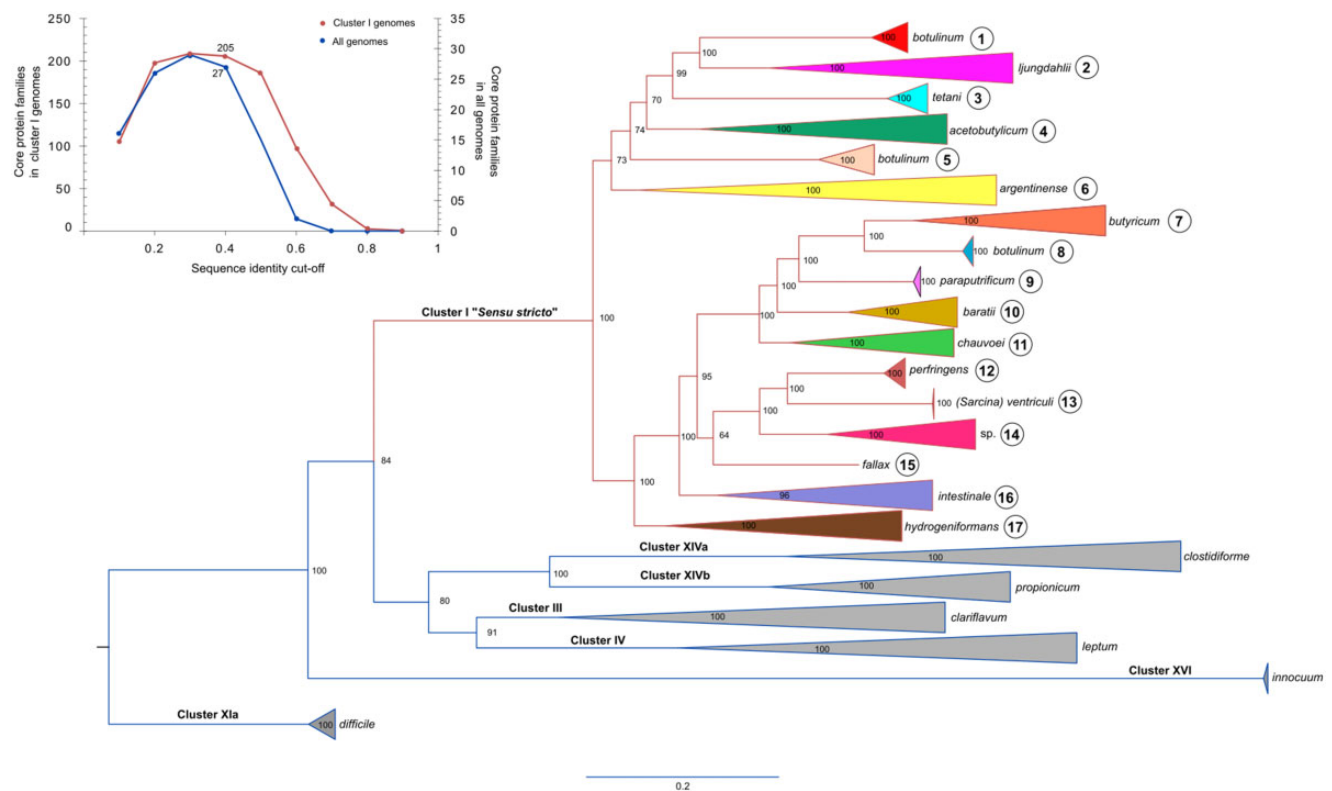 250
200
150
100
50
0
Core protein families
in cluster I genomes
205
27
Cluster I genomes
All genomes
35
30
25
20
15
10
05
0
Core protein families
in all genomes
0.2
0.4
0.6
0.8
1
Sequence identity cut-off
100 botulinum 1
100
100 ljungdahlii 2
99
100 tetani 3
70
100 acetobutylicum 4
74
100 botulinum 5
73
100 argentinense 6
100 butyricum 7
100
100 botulinum 8
100
100 paraputrificum 9
100
100 baratii 10
100
100 chauvoei 11
Cluster I "Sensu stricto"
100
95
100 perfringens 12
100
100 (Sarcina) ventriculi 13
100
100 sp. 14
64
100
fallax 15
84
100
96 intestinale 16
100 hydrogeniformans 17
Cluster XIVa
100 clostidiforme
100
100
Cluster XIVb
100 propionicum
80
Cluster III
100 clariflavum
91
Cluster IV
100 leptum
Cluster XVI
innocuum
Cluster XIa
100 difficile
0.2